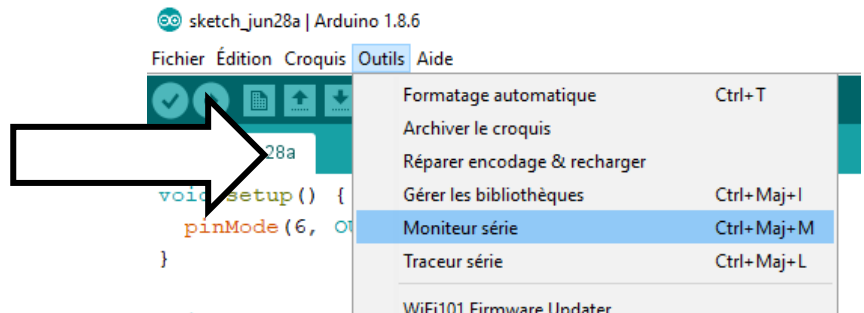 sketch_jun28a | Arduino 1.8.6
Fichier Édition Croquis Outils Aide
Formatage automatique Ctrl+T
Archiver le croquis
28a
Réparer encodage & recharger
void setup() {
Gérer les bibliothèques Ctrl+Maj+I
pinMode(6, OU
Moniteur série Ctrl+Maj+M
}
Traceur série Ctrl+Maj+L
WiFi101 Firmware Updater